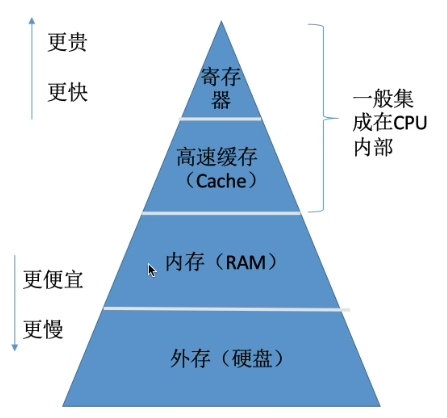 更贵
更快
寄存
器
一般集
成在CPU
内部
高速缓存
（Cache）
内存（RAM）
更便宜
更慢
外存（硬盘）